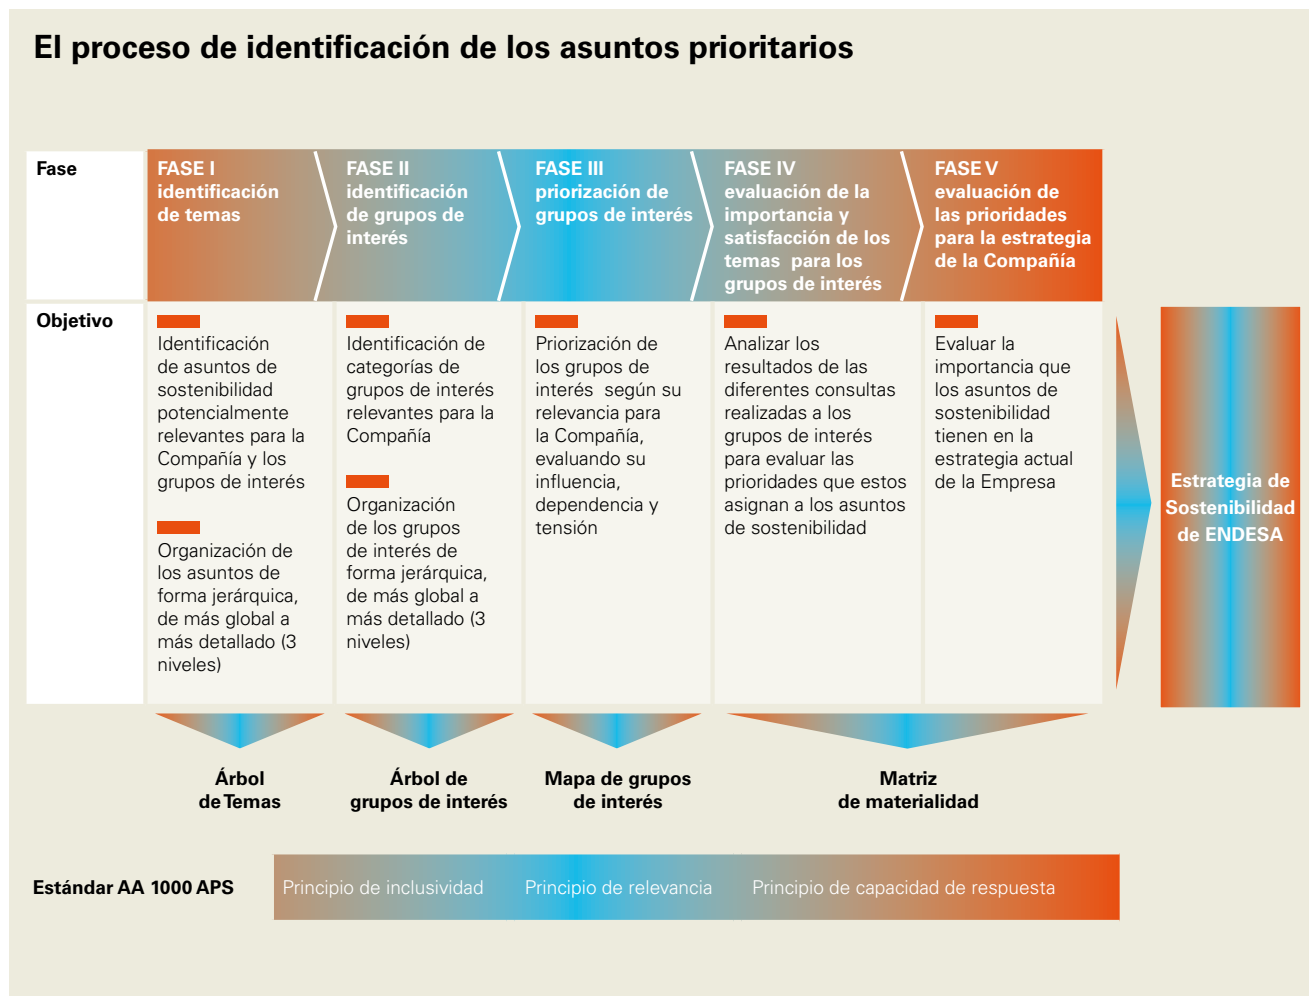 El proceso de identificación de los asuntos prioritarios
Fase
FASE I
identificación
de temas
FASE II
identificación
de grupos de
interés
FASE III
priorización de
grupos de interés
FASE IV
evaluación de la
importancia y
satisfacción de los
temas para los
grupos de interés
FASE V
evaluación de
las prioridades
para la estrategia
de la Compañía
Objetivo
Identificación
de asuntos de
sostenibilidad
potencialmente
relevantes para la
Compañía y los
grupos de interés
Organización de
los asuntos de
forma jerárquica,
de más global a
más detallado (3
niveles)
Identificación de
categorías de
grupos de interés
relevantes para la
Compañía
Organización
de los grupos
de interés de
forma jerárquica,
de más global a
más detallado (3
niveles)
Priorización de
los grupos de
interés según su
relevancia para
la Compañía,
evaluando su
influencia,
dependencia y
tensión
Analizar los
resultados de las
diferentes consultas
realizadas a los
grupos de interés
para evaluar las
prioridades que estos
asignan a los asuntos
de sostenibilidad
Evaluar la
importancia que
los asuntos de
sostenibilidad
tienen en la
estrategia actual
de la Empresa
Estrategia de
Sostenibilidad
de ENDESA
Árbol
de Temas
Árbol de
grupos de interés
Mapa de grupos
de interés
Matriz
de materialidad
Estándar AA 1000 APS
Principio de inclusividad
Principio de relevancia
Principio de capacidad de respuesta